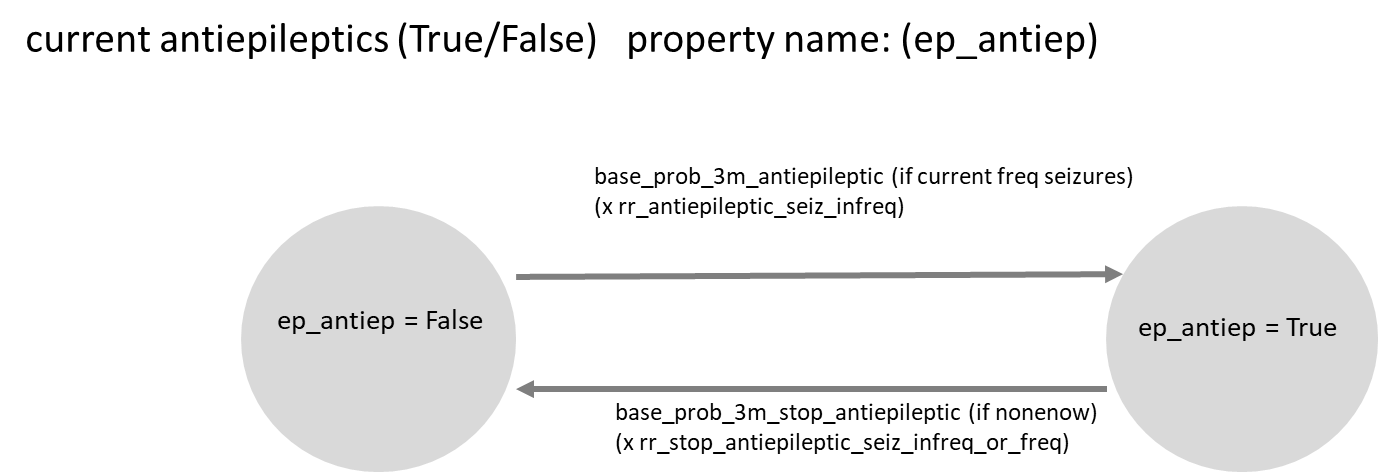 current antiepileptics (True/False)   property name: (ep_antiep)
base_prob_3m_antiepileptic (if current freq seizures)
(x rr_antiepileptic_seiz_infreq)
ep_antiep = False
ep_antiep = True
base_prob_3m_stop_antiepileptic (if nonenow)
(x rr_stop_antiepileptic_seiz_infreq_or_freq)